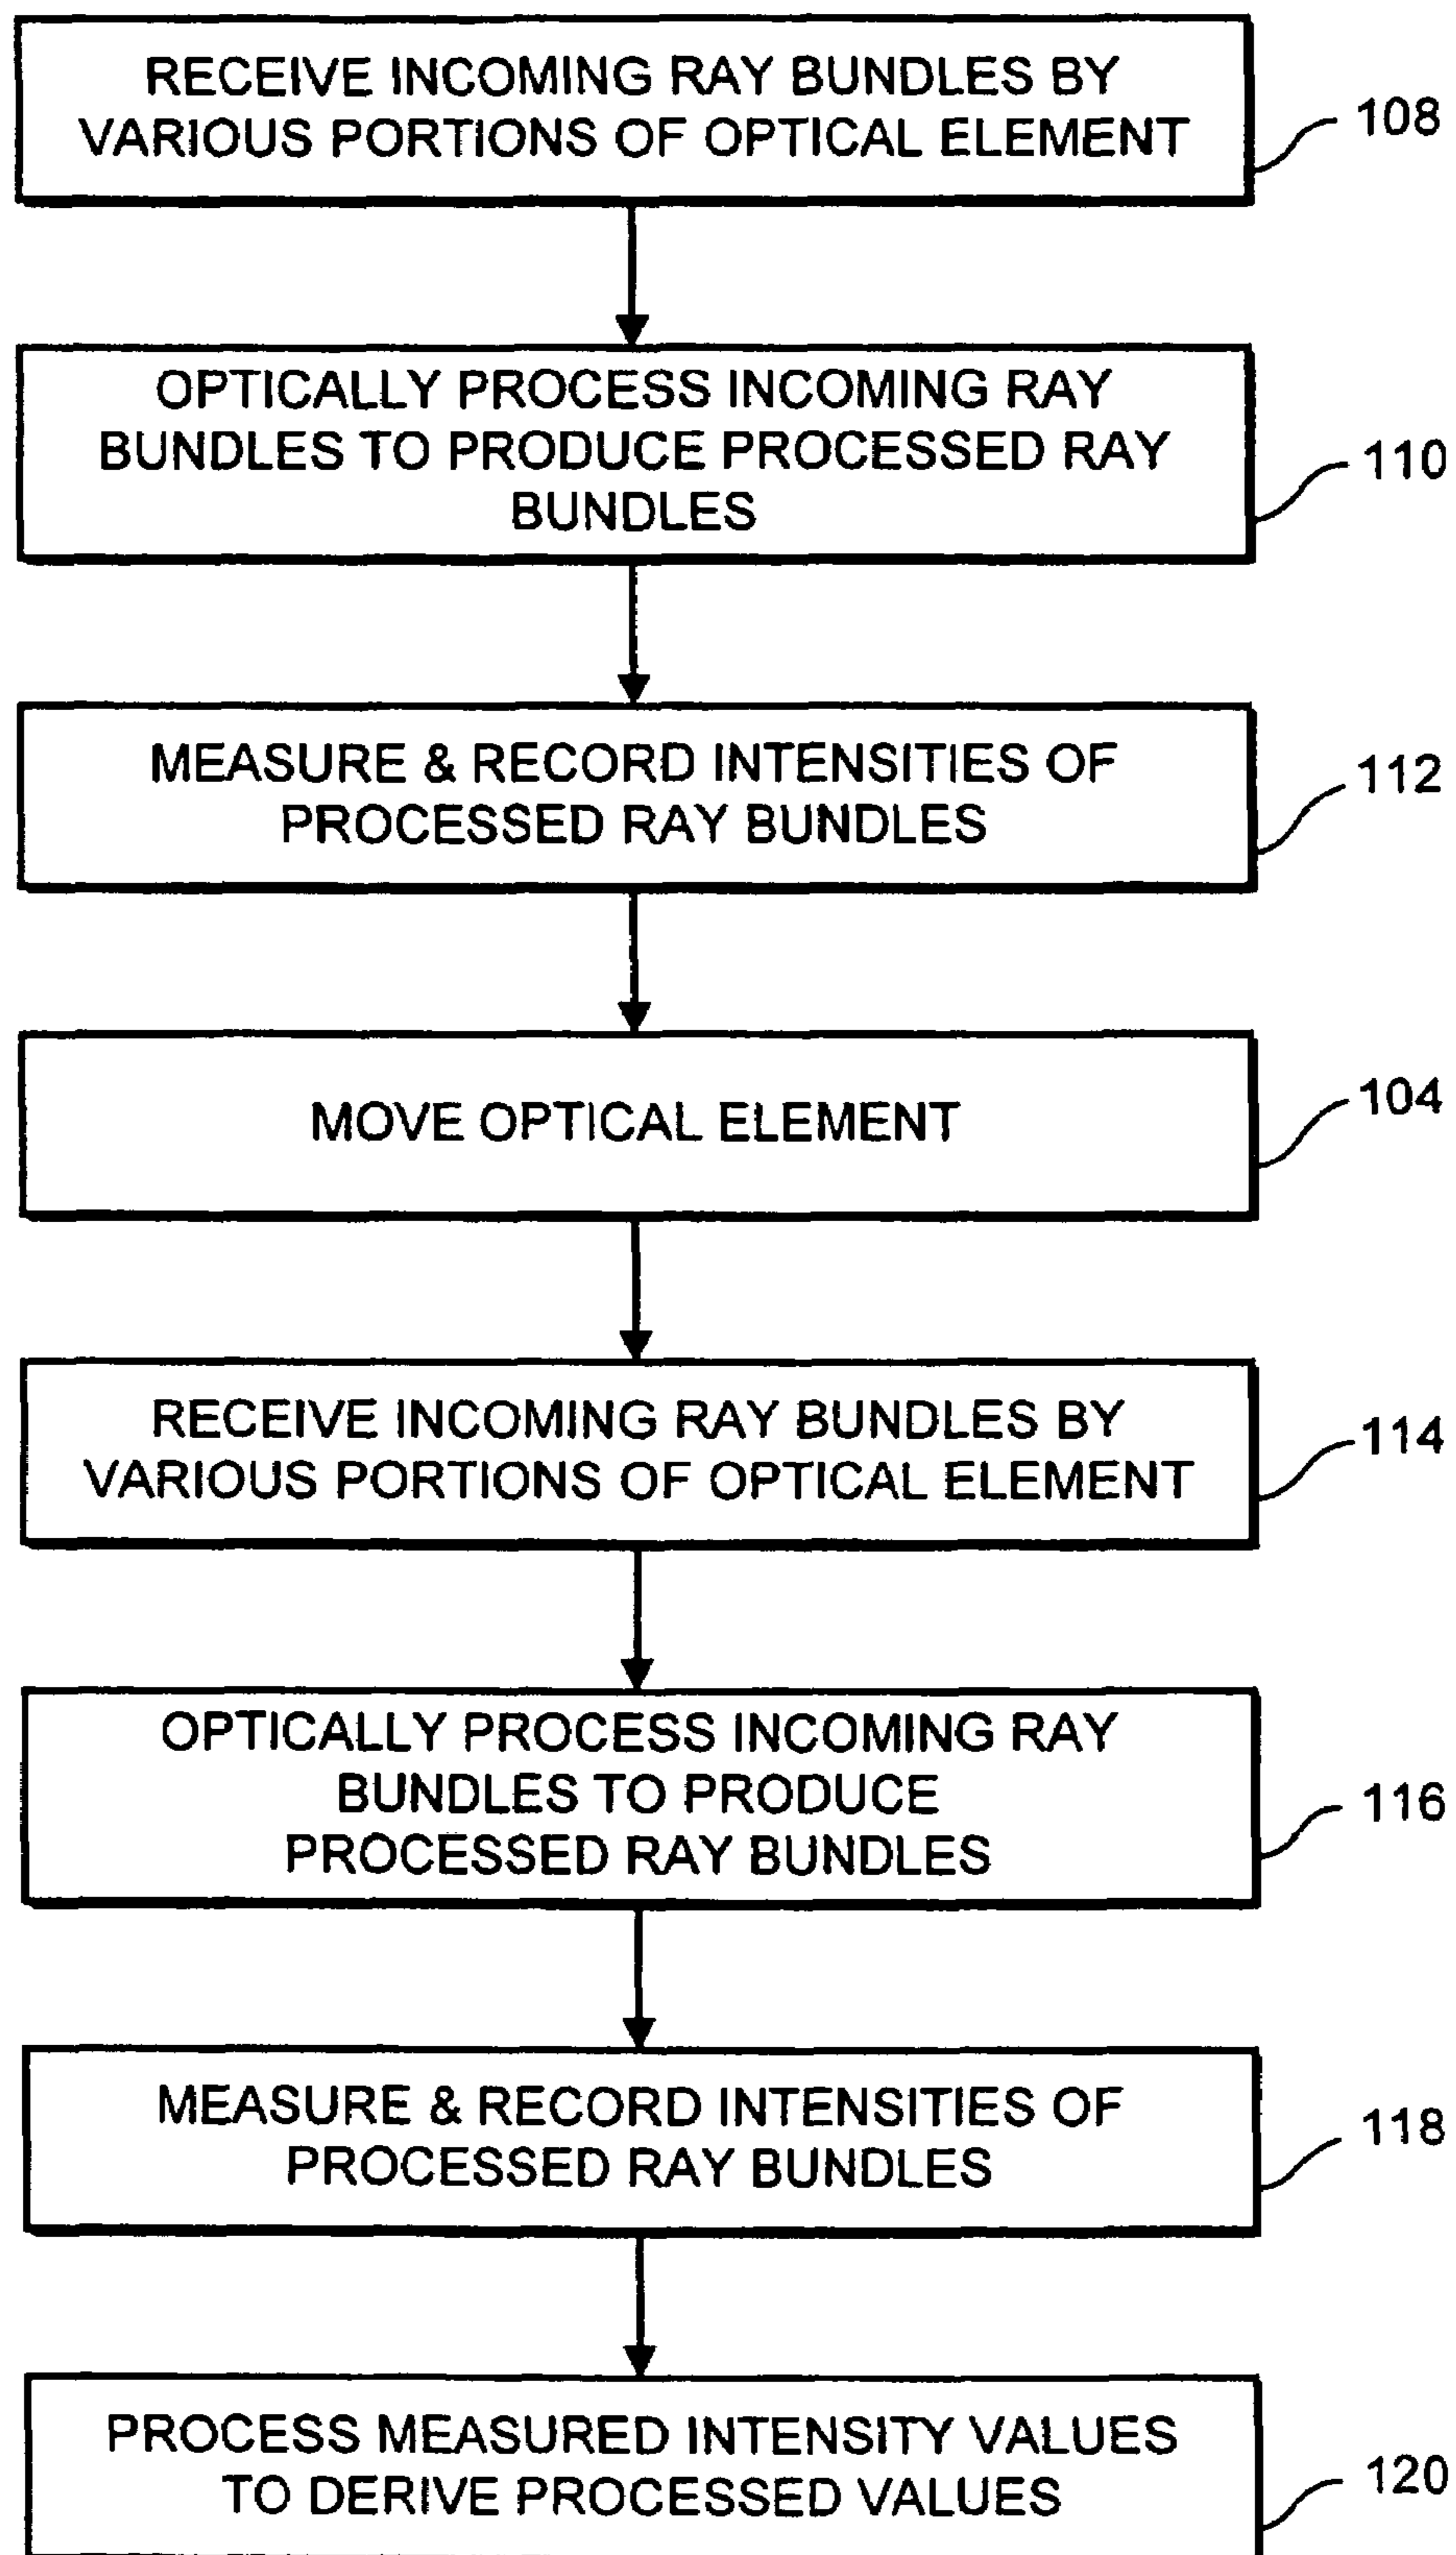 RECEIVE INCOMING RAY BUNDLES BY
VARIOUS PORTIONS OF OPTICAL ELEMENT
108
OPTICALLY PROCESS INCOMING RAY
BUNDLES TO PRODUCE PROCESSED RAY
BUNDLES
110
MEASURE & RECORD INTENSITIES OF
PROCESSED RAY BUNDLES
112
MOVE OPTICAL ELEMENT
104
RECEIVE INCOMING RAY BUNDLES BY
VARIOUS PORTIONS OF OPTICAL ELEMENT
114
OPTICALLY PROCESS INCOMING RAY
BUNDLES TO PRODUCE
PROCESSED RAY BUNDLES
116
MEASURE & RECORD INTENSITIES OF
PROCESSED RAY BUNDLES
118
PROCESS MEASURED INTENSITY VALUES
TO DERIVE PROCESSED VALUES
120